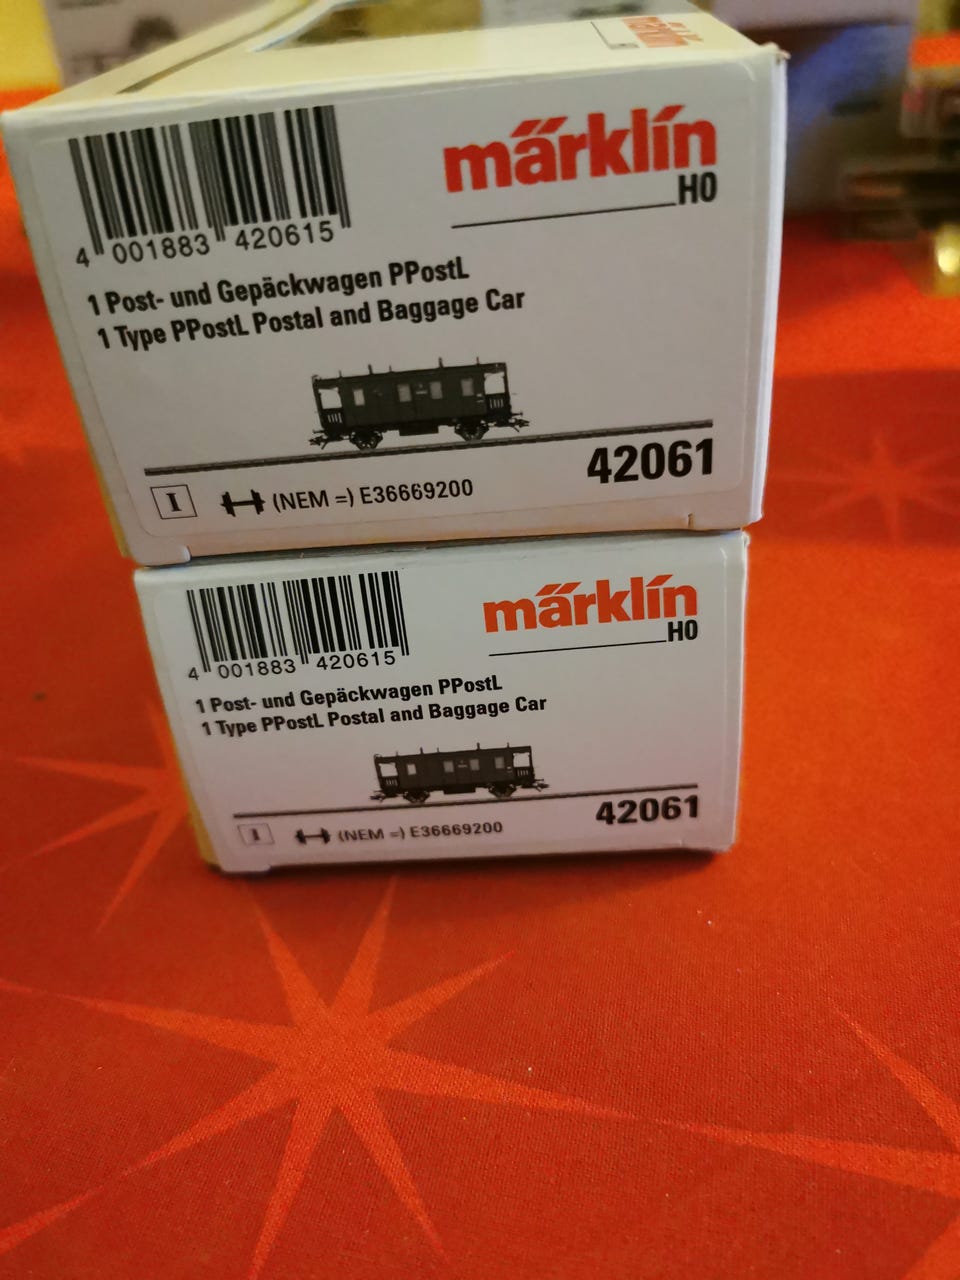 märklin
märklin
H0
4 001883 420615
1 Post- und Gepäckwagen PPostL
1 Type PPostL Postal and Baggage Car
42061
I (NEM =) E36669200
märklin
H0
4 001883 420615
1 Post- und Gepäckwagen PPostL
1 Type PPostL Postal and Baggage Car
42061
I (NEM =) E36669200